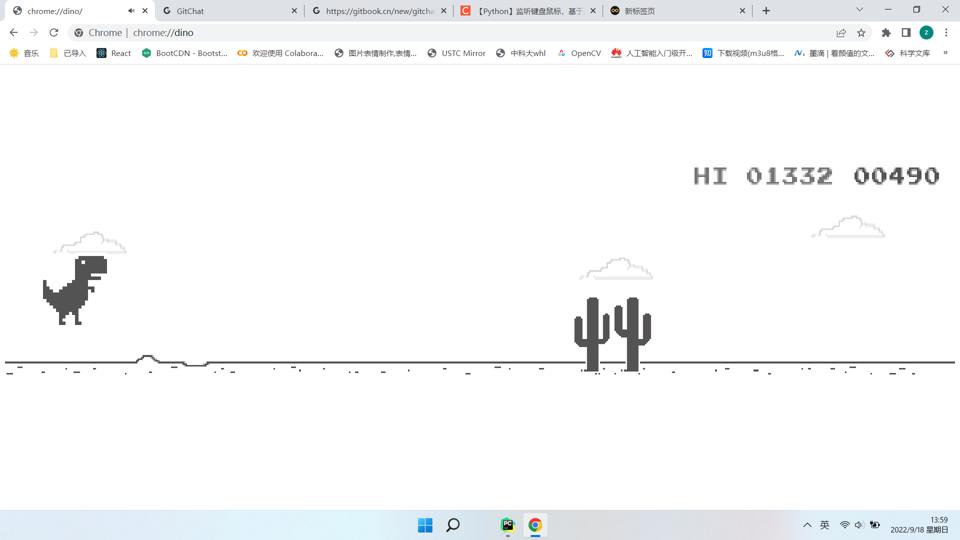 chrome://dino/
GitChat
https://gitbook.cn/new/gitcha
【Python】监听键盘鼠标，基于
新标签页
Chrome | chrome://dino
音乐
已导入
React
BootCDN - Bootst...
欢迎使用 Colabora...
图片表情制作,表情...
USTC Mirror
中科大whl
OpenCV
人工智能入门级开...
下载视频(m3u8格...
墨滴 | 看颜值的文...
科学文库
»
HI 01332 00490
英
13:59
2022/9/18 星期日